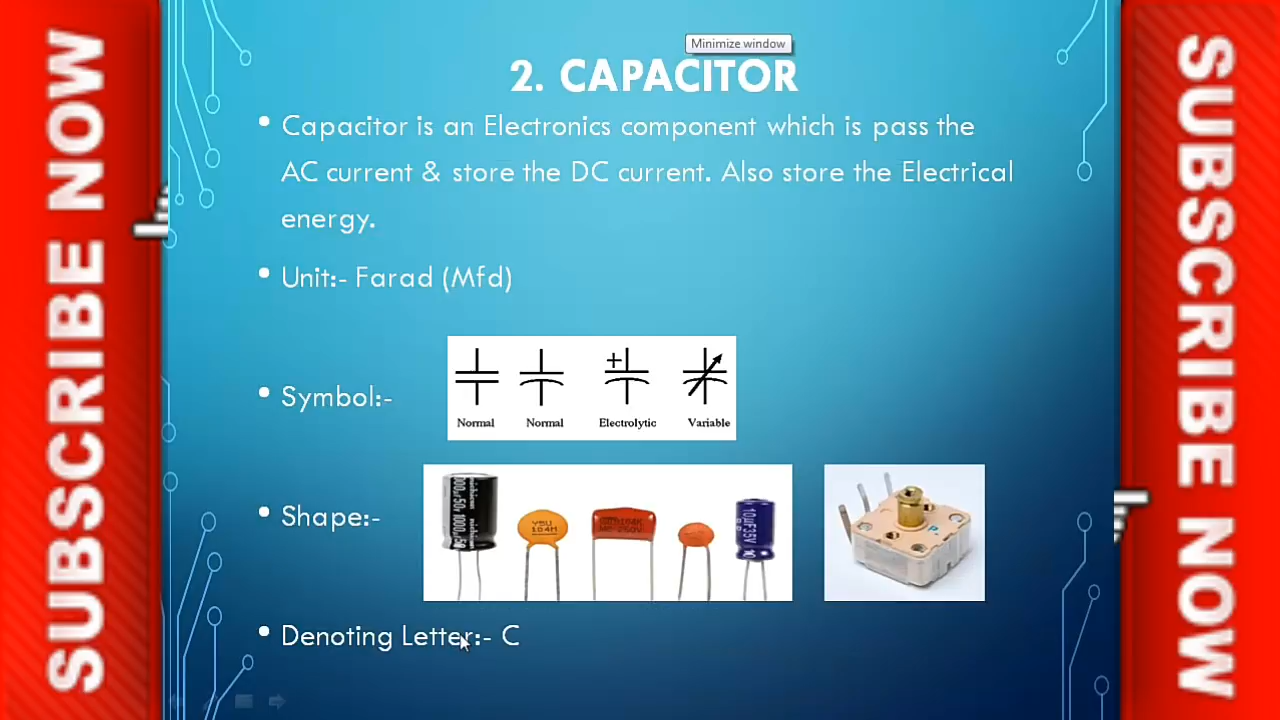 Minimize window
2. CAPACITOR
• Capacitor is an Electronics component which is pass the
AC current & store the DC current. Also store the Electrical
energy.
• Unit:- Farad (Mfd)
• Symbol:-
+
Normal Normal Electrolytic Variable
• Shape:-
10µF35V
• Denoting Letter:- C
SUBSCRIBE NOW
SUBSCRIBE NOW